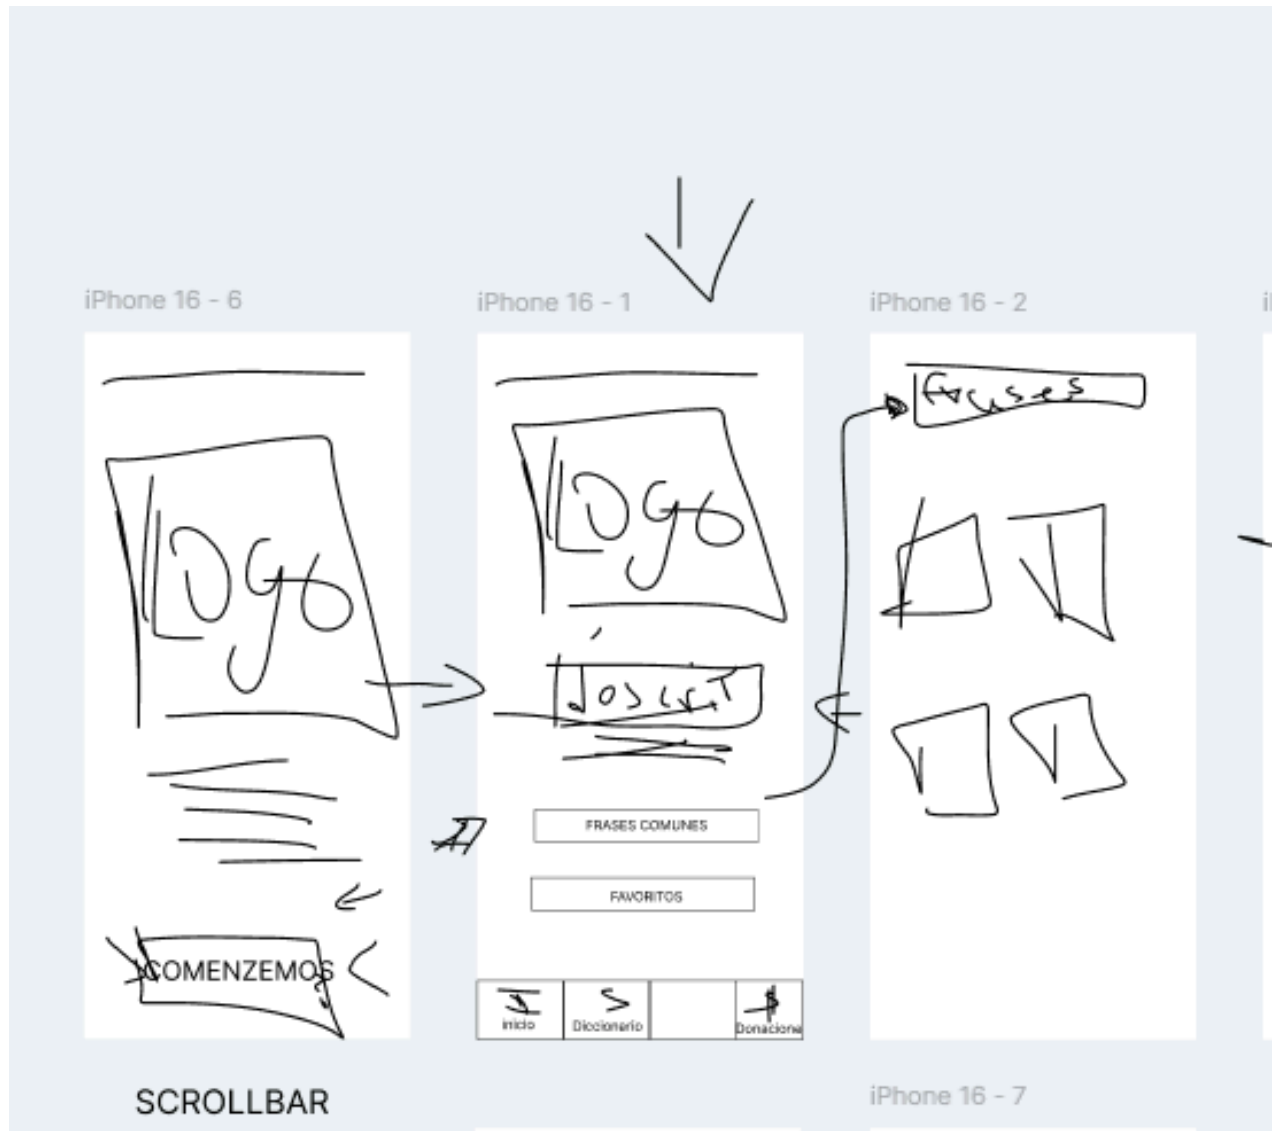 iPhone 16 - 6
iPhone 16 - 1
iPhone 16 - 2
Logo
Logo
Frases
FRASES COMUNES
FAVORITOS
COMENZEMOS
inicio
Diccionario
$
Donacione
SCROLLBAR
iPhone 16 - 7